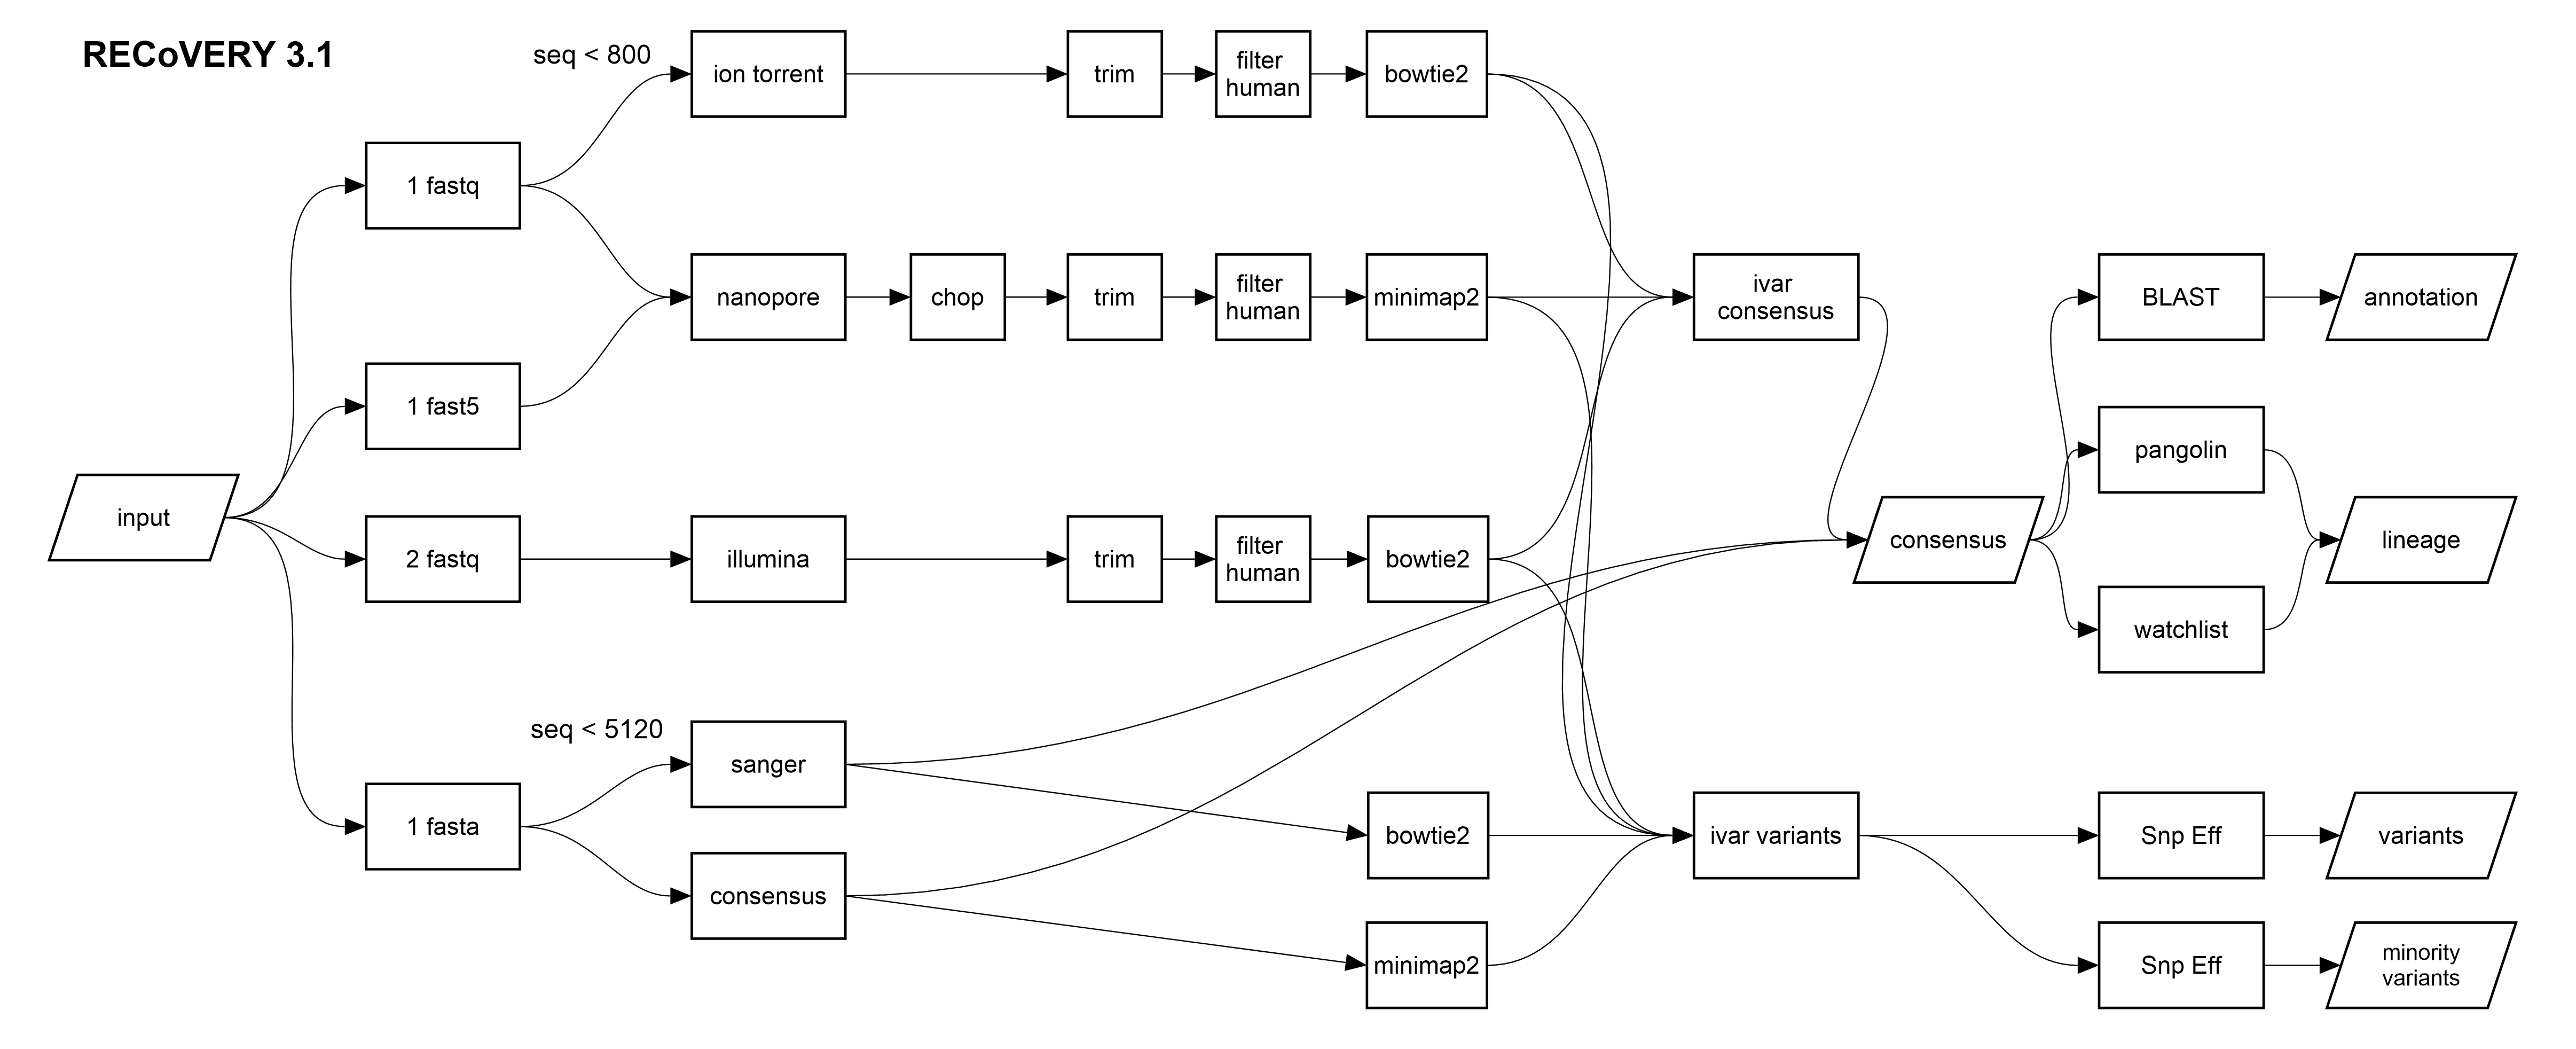 RECoVERY 3.1
seq < 800
ion torrent
trim
filter
human
bowtie2
1 fastq
nanopore
chop
trim
filter
human
minimap2
ivar
consensus
BLAST
annotation
1 fast5
pangolin
input
2 fastq
illumina
trim
filter
human
bowtie2
consensus
lineage
watchlist
seq < 5120
sanger
1 fasta
bowtie2
ivar variants
Snp Eff
variants
consensus
minimap2
Snp Eff
minority
variants